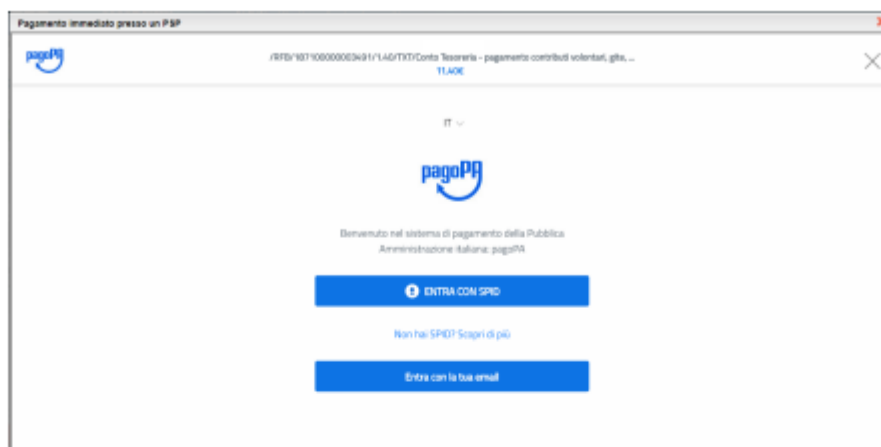 Pagamento immediato presso un PSP
pagoPA
/TXT/Conto Tesoreria - pagamento contributi volontari, gite, ...
11,40€
IT
pagoPA
Benvenuto nel sistema di pagamento della Pubblica
Amministrazione italiana: pagoPA
ENTRA CON SPID
Non hai SPID? Scopri di più
Entra con la tua email